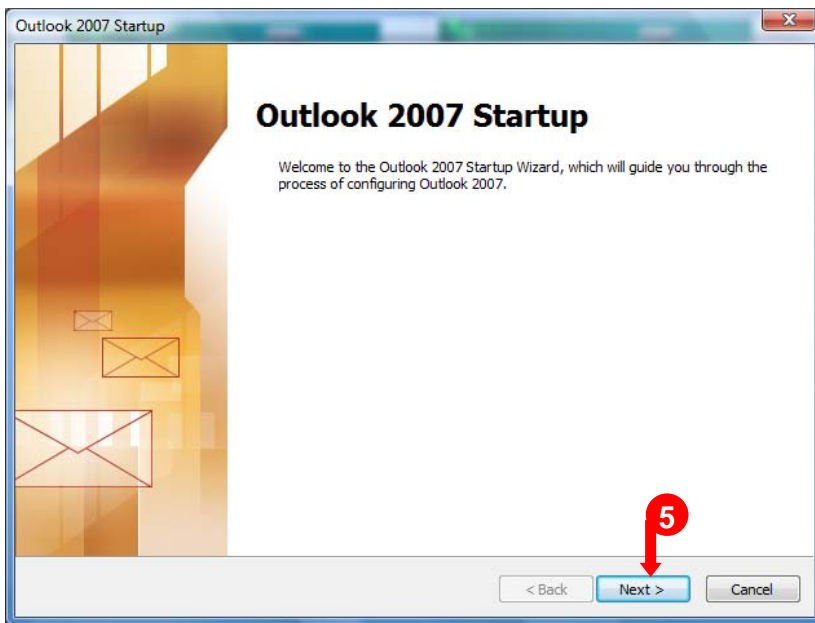 Outlook 2007 Startup
Outlook 2007 Startup
Welcome to the Outlook 2007 Startup Wizard, which will guide you through the
process of configuring Outlook 2007.
5
< Back Next > Cancel